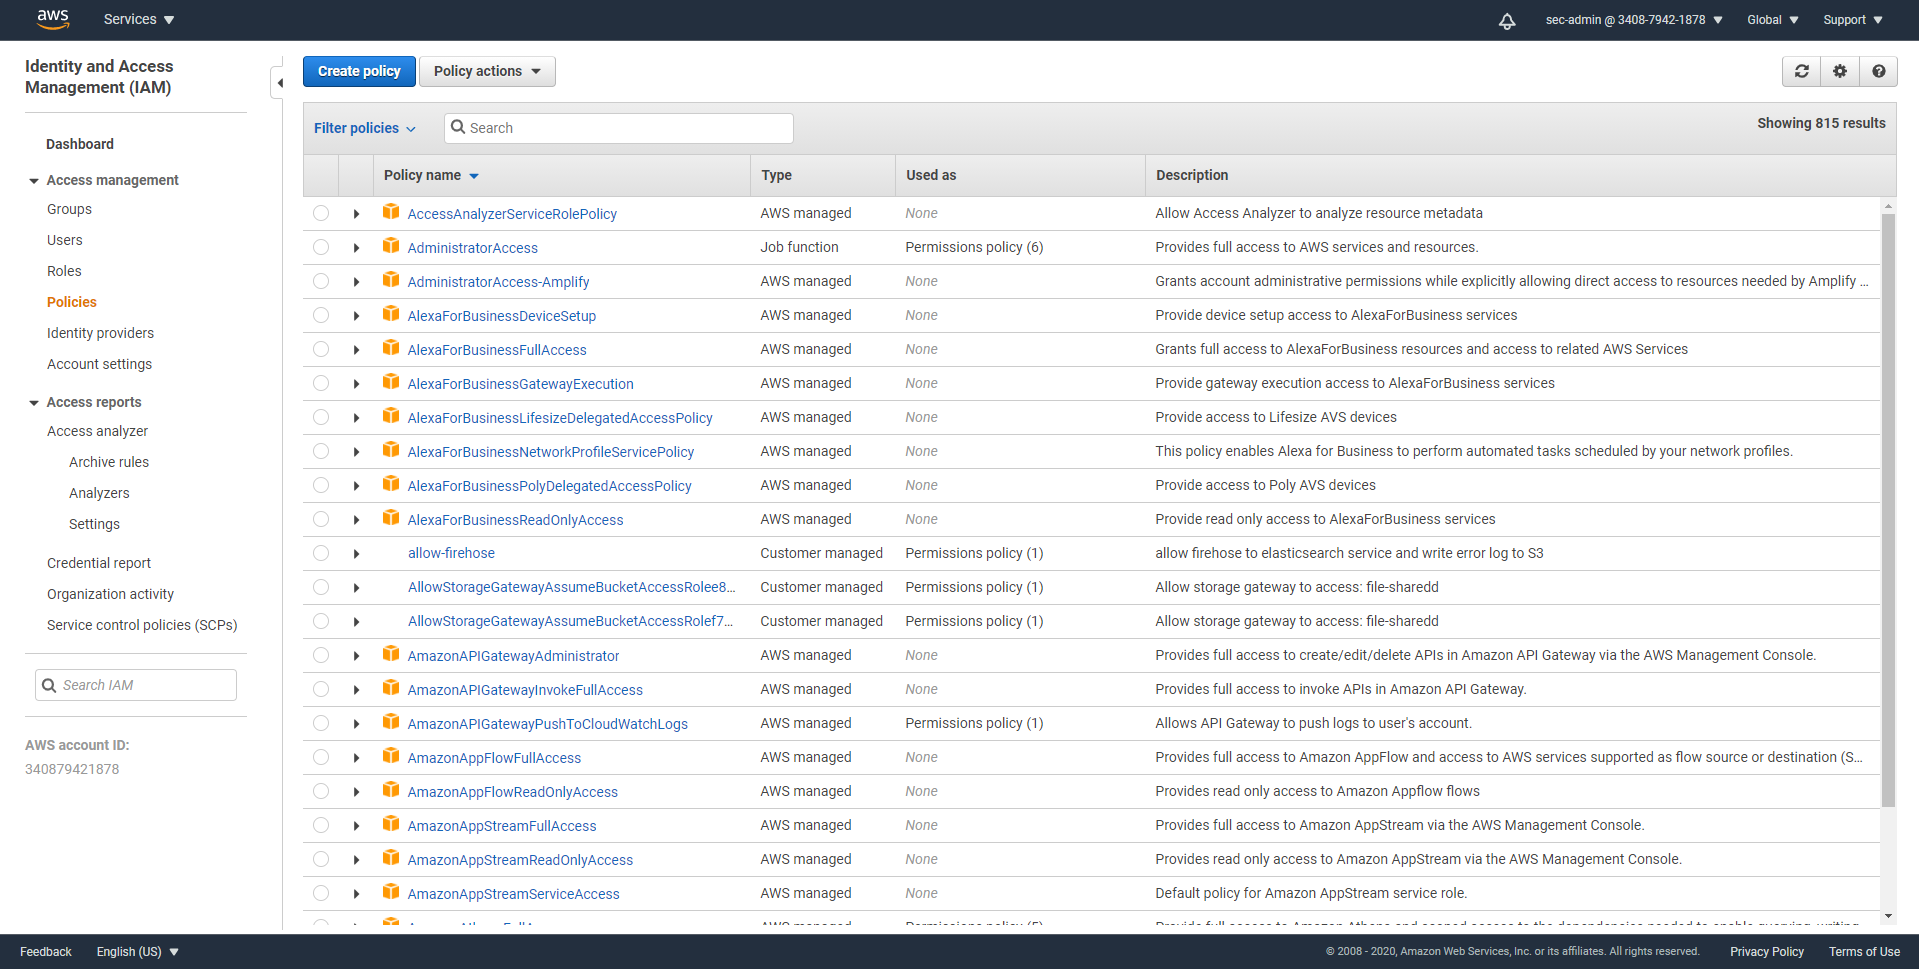 aws Services sec-admin @ 3408-7942-1878 Global Support
Identity and Access
Management (IAM)
Dashboard
Access management
Groups
Users
Roles
Policies
Identity providers
Account settings
Access reports
Access analyzer
Archive rules
Analyzers
Settings
Credential report
Organization activity
Service control policies (SCPs)
Search IAM
AWS account ID:
340879421878
Create policy Policy actions
Filter policies Search Showing 815 results
Policy name Type Used as Description
AccessAnalyzerServiceRolePolicy AWS managed None Allow Access Analyzer to analyze resource metadata
AdministratorAccess Job function Permissions policy (6) Provides full access to AWS services and resources.
AdministratorAccess-Amplify AWS managed None Grants account administrative permissions while explicitly allowing direct access to resources needed by Amplify ...
AlexaForBusinessDeviceSetup AWS managed None Provide device setup access to AlexaForBusiness services
AlexaForBusinessFullAccess AWS managed None Grants full access to AlexaForBusiness resources and access to related AWS Services
AlexaForBusinessGatewayExecution AWS managed None Provide gateway execution access to AlexaForBusiness services
AlexaForBusinessLifesizeDelegatedAccessPolicy AWS managed None Provide access to Lifesize AVS devices
AlexaForBusinessNetworkProfileServicePolicy AWS managed None This policy enables Alexa for Business to perform automated tasks scheduled by your network profiles.
AlexaForBusinessPolyDelegatedAccessPolicy AWS managed None Provide access to Poly AVS devices
AlexaForBusinessReadOnlyAccess AWS managed None Provide read only access to AlexaForBusiness services
allow-firehose Customer managed Permissions policy (1) allow firehose to elasticsearch service and write error log to S3
AllowStorageGatewayAssumeBucketAccessRolee8... Customer managed Permissions policy (1) Allow storage gateway to access: file-sharedd
AllowStorageGatewayAssumeBucketAccessRolef7... Customer managed Permissions policy (1) Allow storage gateway to access: file-sharedd
AmazonAPIGatewayAdministrator AWS managed None Provides full access to create/edit/delete APIs in Amazon API Gateway via the AWS Management Console.
AmazonAPIGatewayInvokeFullAccess AWS managed None Provides full access to invoke APIs in Amazon API Gateway.
AmazonAPIGatewayPushToCloudWatchLogs AWS managed Permissions policy (1) Allows API Gateway to push logs to user's account.
AmazonAppFlowFullAccess AWS managed None Provides full access to Amazon AppFlow and access to AWS services supported as flow source or destination (S...
AmazonAppFlowReadOnlyAccess AWS managed None Provides read only access to Amazon Appflow flows
AmazonAppStreamFullAccess AWS managed None Provides full access to Amazon AppStream via the AWS Management Console.
AmazonAppStreamReadOnlyAccess AWS managed None Provides read only access to Amazon AppStream via the AWS Management Console.
AmazonAppStreamServiceAccess AWS managed None Default policy for Amazon AppStream service role.
Feedback English (US) © 2008 - 2020, Amazon Web Services, Inc. or its affiliates. All rights reserved. Privacy Policy Terms of Use